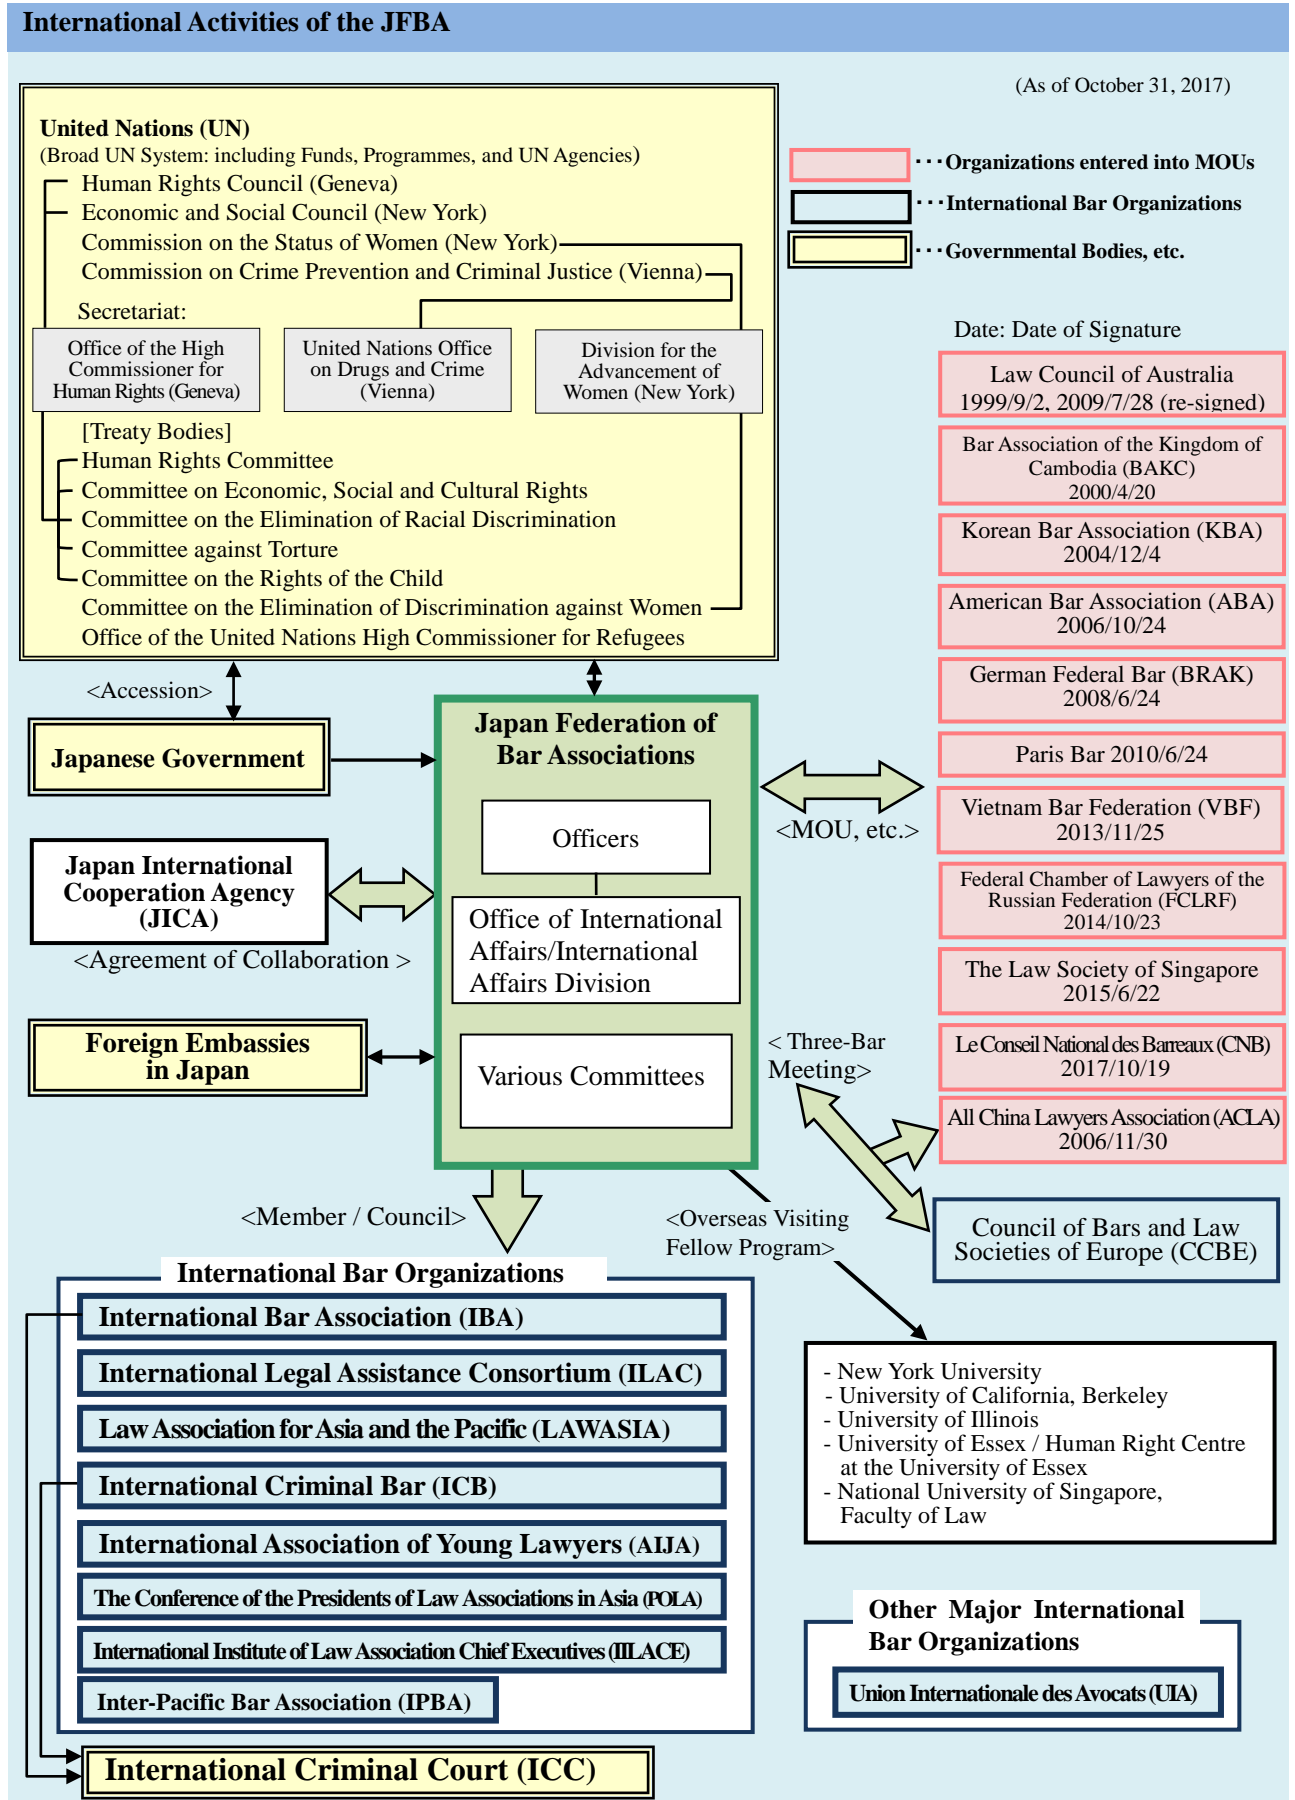 International Activities of the JFBA
(As of October 31, 2017)
United Nations (UN)
(Broad UN System: including Funds, Programmes, and UN Agencies)
Human Rights Council (Geneva)
Economic and Social Council (New York)
Commission on the Status of Women (New York)
Commission on Crime Prevention and Criminal Justice (Vienna)
Secretariat:
Office of the High
Commissioner for
Human Rights (Geneva)
United Nations Office
on Drugs and Crime
(Vienna)
Division for the
Advancement of
Women (New York)
[Treaty Bodies]
Human Rights Committee
Committee on Economic, Social and Cultural Rights
Committee on the Elimination of Racial Discrimination
Committee against Torture
Committee on the Rights of the Child
Committee on the Elimination of Discrimination against Women
Office of the United Nations High Commissioner for Refugees
···Organizations entered into MOUs
···International Bar Organizations
···Governmental Bodies, etc.
Date: Date of Signature
Law Council of Australia
1999/9/2, 2009/7/28 (re-signed)
Bar Association of the Kingdom of
Cambodia (BAKC)
2000/4/20
Korean Bar Association (KBA)
2004/12/4
American Bar Association (ABA)
2006/10/24
German Federal Bar (BRAK)
2008/6/24
Paris Bar 2010/6/24
Vietnam Bar Federation (VBF)
2013/11/25
Federal Chamber of Lawyers of the
Russian Federation (FCLRF)
2014/10/23
The Law Society of Singapore
2015/6/22
Le Conseil National des Barreaux (CNB)
2017/10/19
All China Lawyers Association (ACLA)
2006/11/30
Council of Bars and Law
Societies of Europe (CCBE)
<Accession>
Japanese Government
Japan International
Cooperation Agency
(JICA)
<Agreement of Collaboration >
Foreign Embassies
in Japan
Japan Federation of
Bar Associations
Officers
Office of International
Affairs/International
Affairs Division
Various Committees
<MOU, etc.>
< Three-Bar
Meeting>
<Member / Council>
<Overseas Visiting
Fellow Program>
International Bar Organizations
International Bar Association (IBA)
International Legal Assistance Consortium (ILAC)
Law Association for Asia and the Pacific (LAWASIA)
International Criminal Bar (ICB)
International Association of Young Lawyers (AIJA)
The Conference of the Presidents of Law Associations in Asia (POLA)
International Institute of Law Association Chief Executives (IILACE)
Inter-Pacific Bar Association (IPBA)
International Criminal Court (ICC)
- New York University
- University of California, Berkeley
- University of Illinois
- University of Essex / Human Right Centre
at the University of Essex
- National University of Singapore,
Faculty of Law
Other Major International
Bar Organizations
Union Internationale des Avocats (UIA)